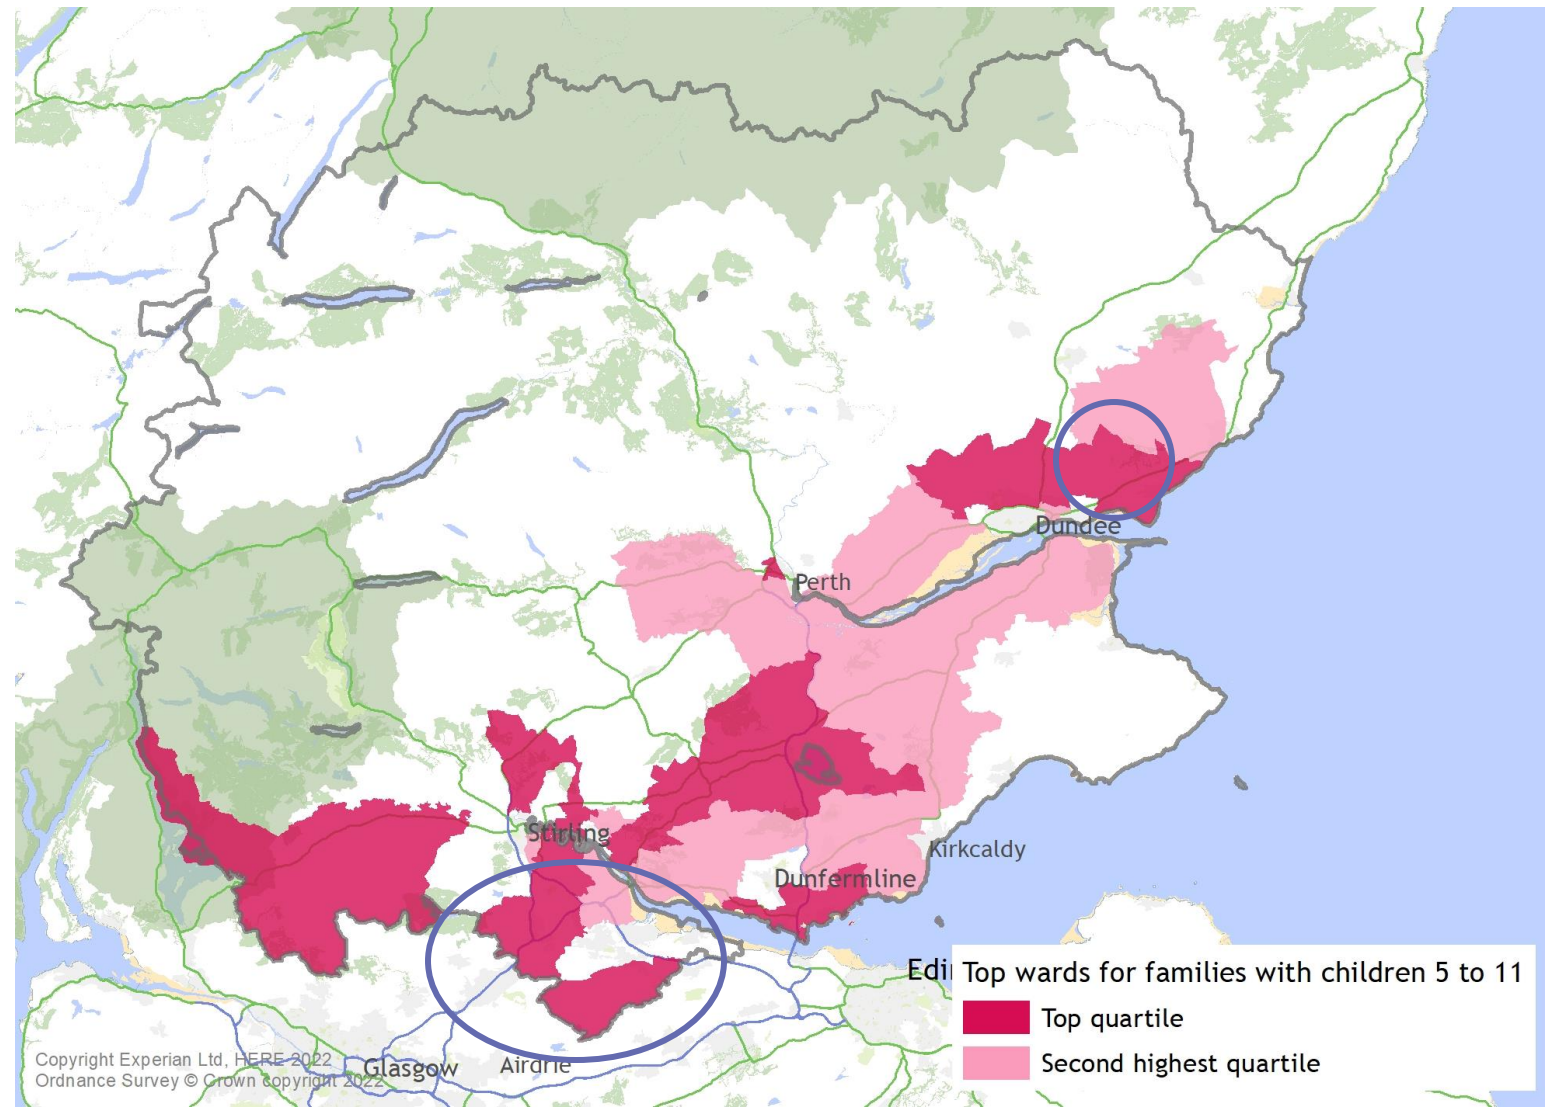 Dundee
Perth
Stirling
Kirkcaldy
Dunfermline
Edi
Top wards for families with children 5 to 11
Top quartile
Second highest quartile
Copyright Experian Ltd, HERE 2022
Ordnance Survey © Crown copyright 2022
Glasgow
Airdrie